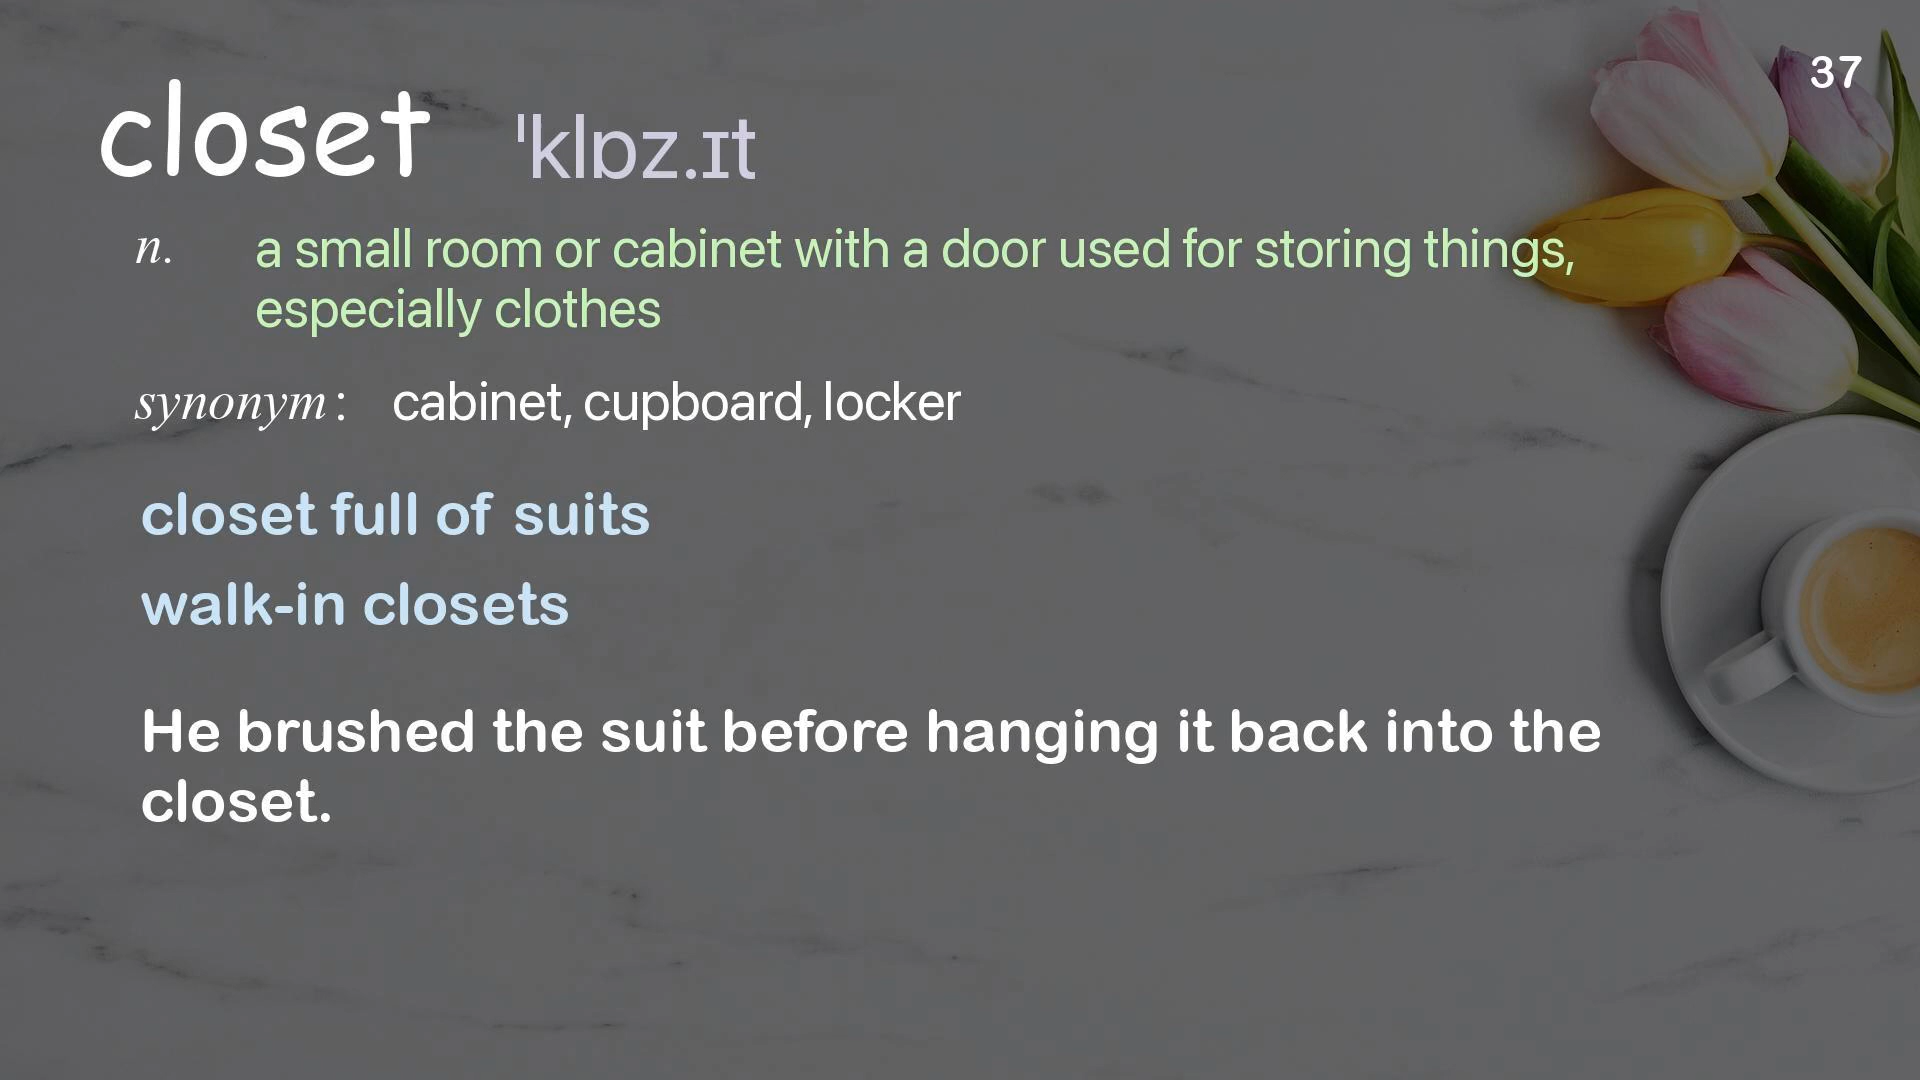 37
closet ˈklɒz.ɪt
n. a small room or cabinet with a door used for storing things,
especially clothes
synonym: cabinet, cupboard, locker
closet full of suits
walk-in closets
He brushed the suit before hanging it back into the
closet.